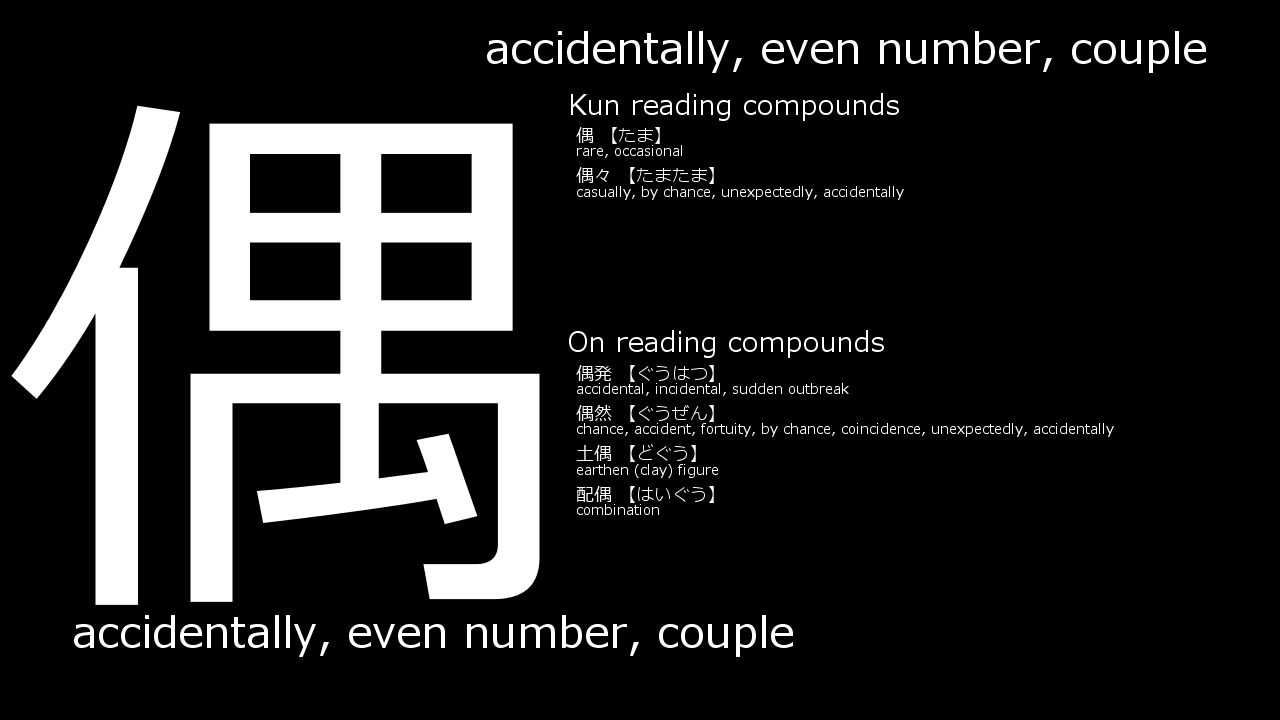 accidentally, even number, couple
偶
Kun reading compounds
偶 【たま】
rare, occasional
偶々 【たまたま】
casually, by chance, unexpectedly, accidentally
On reading compounds
偶発 【ぐうはつ】
accidental, incidental, sudden outbreak
偶然 【ぐうぜん】
chance, accident, fortuity, by chance, coincidence, unexpectedly, accidentally
土偶 【どぐう】
earthen (clay) figure
配偶 【はいぐう】
combination
accidentally, even number, couple